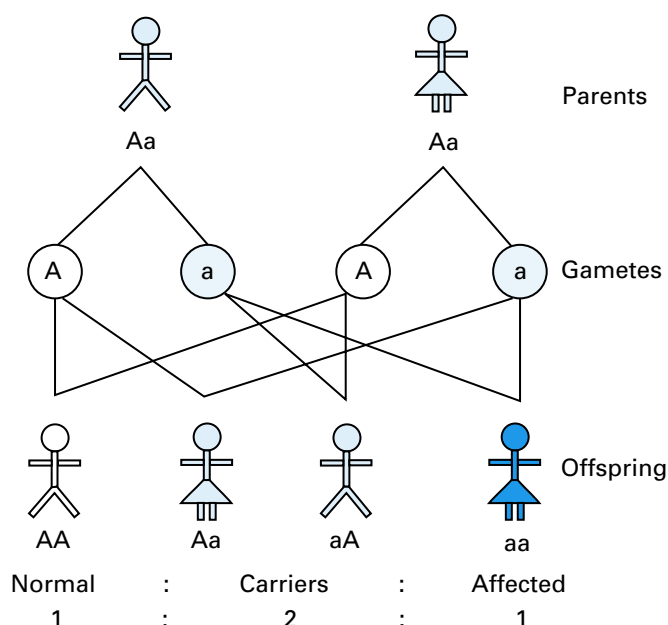 Parents
Aa Aa
A a A a Gametes
Offspring
AA Aa aA aa
Normal : Carriers : Affected
1 : 2 : 1